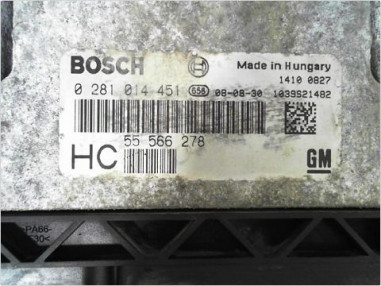 BOSCH
Made in Hungary
1410 0827
0 281 014 451 G58 08-08-30 1039S21482
HC 55 566 278
GM
-PA66-